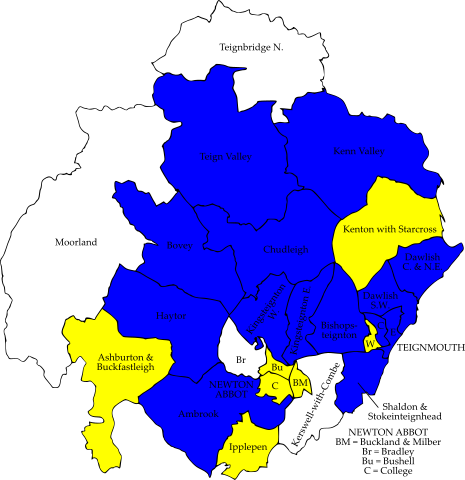 Teignbridge N.
Teign Valley
Kenn Valley
Kenton with Starcross
Moorland
Bovey
Chudleigh
Dawlish
C. & N.E.
Dawlish
S.W.
Haytor
Kingsteignton
W.
Kingsteignton E.
Bishops-
teignton
C.
E.
W
TEIGNMOUTH
Ashburton &
Buckfastleigh
Br
Bu
C
BM
NEWTON
ABBOT
Kerswell-with-Combe
Ambrook
Ipplepen
Shaldon &
Stokeinteignhead
NEWTON ABBOT
BM = Buckland & Milber
Br = Bradley
Bu = Bushell
C = College